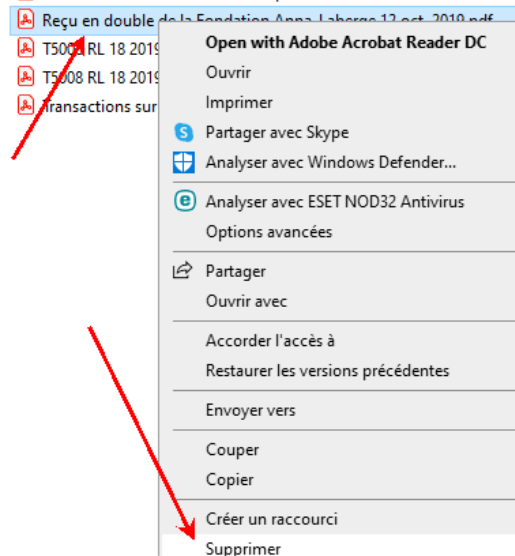 Reçu en double de la Fondation Anna-Laberge 12 oct. 2019.pdf
T5008 RL 18 2019
T5008 RL 18 2019
Transactions sur
Open with Adobe Acrobat Reader DC
Ouvrir
Imprimer
Partager avec Skype
Analyser avec Windows Defender...
Analyser avec ESET NOD32 Antivirus
Options avancées
Partager
Ouvrir avec
Accorder l'accès à
Restaurer les versions précédentes
Envoyer vers
Couper
Copier
Créer un raccourci
Supprimer